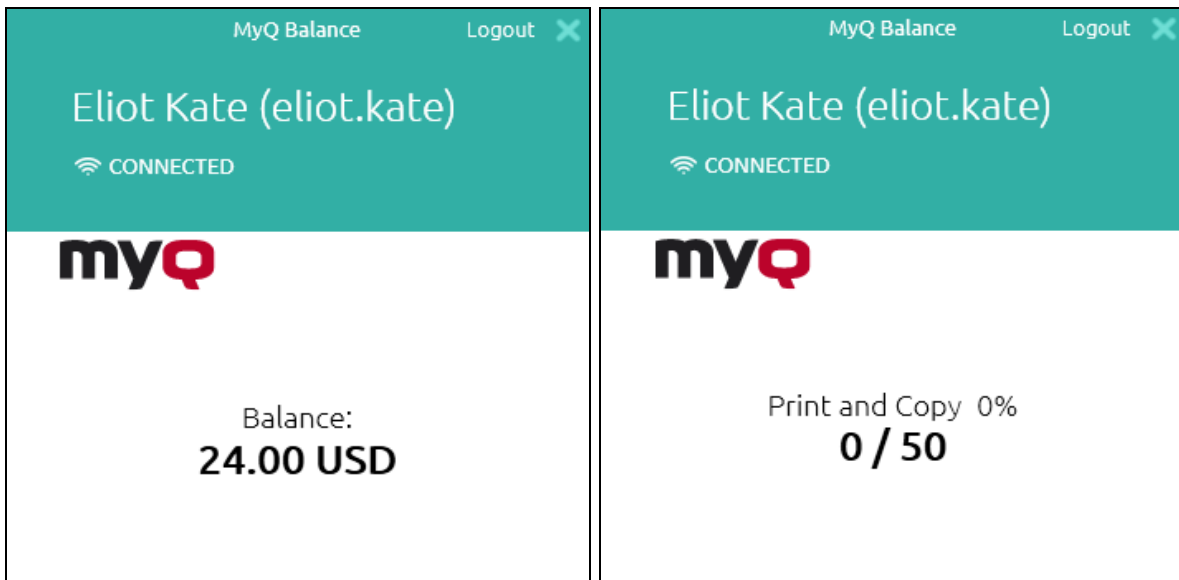 MyQ Balance Logout
Eliot Kate (eliot.kate)
CONNECTED
myQ
Balance:
24.00 USD
MyQ Balance Logout
Eliot Kate (eliot.kate)
CONNECTED
myQ
Print and Copy 0%
0 / 50